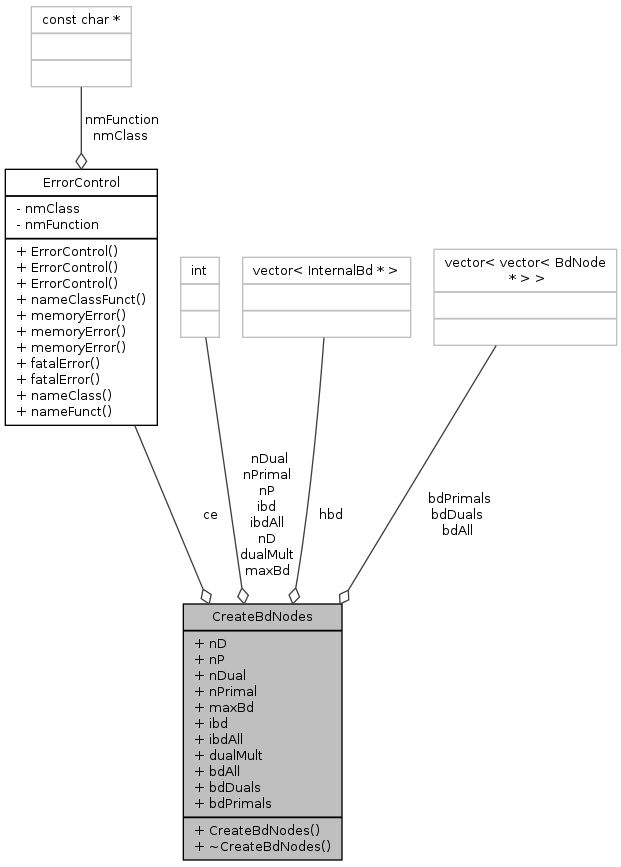 const char *
nmFunction
nmClass
ErrorControl
- nmClass
- nmFunction
+ ErrorControl()
+ ErrorControl()
+ ErrorControl()
+ nameClassFunct()
+ memoryError()
+ memoryError()
+ memoryError()
+ fatalError()
+ fatalError()
+ nameClass()
+ nameFunct()
int
vector< InternalBd * >
vector< vector< BdNode
* > >
ce
nDual
nPrimal
nP
ibd
ibdAll
nD
dualMult
maxBd
hbd
bdPrimals
bdDuals
bdAll
CreateBdNodes
+ nD
+ nP
+ nDual
+ nPrimal
+ maxBd
+ ibd
+ ibdAll
+ dualMult
+ bdAll
+ bdDuals
+ bdPrimals
+ CreateBdNodes()
+ ~CreateBdNodes()